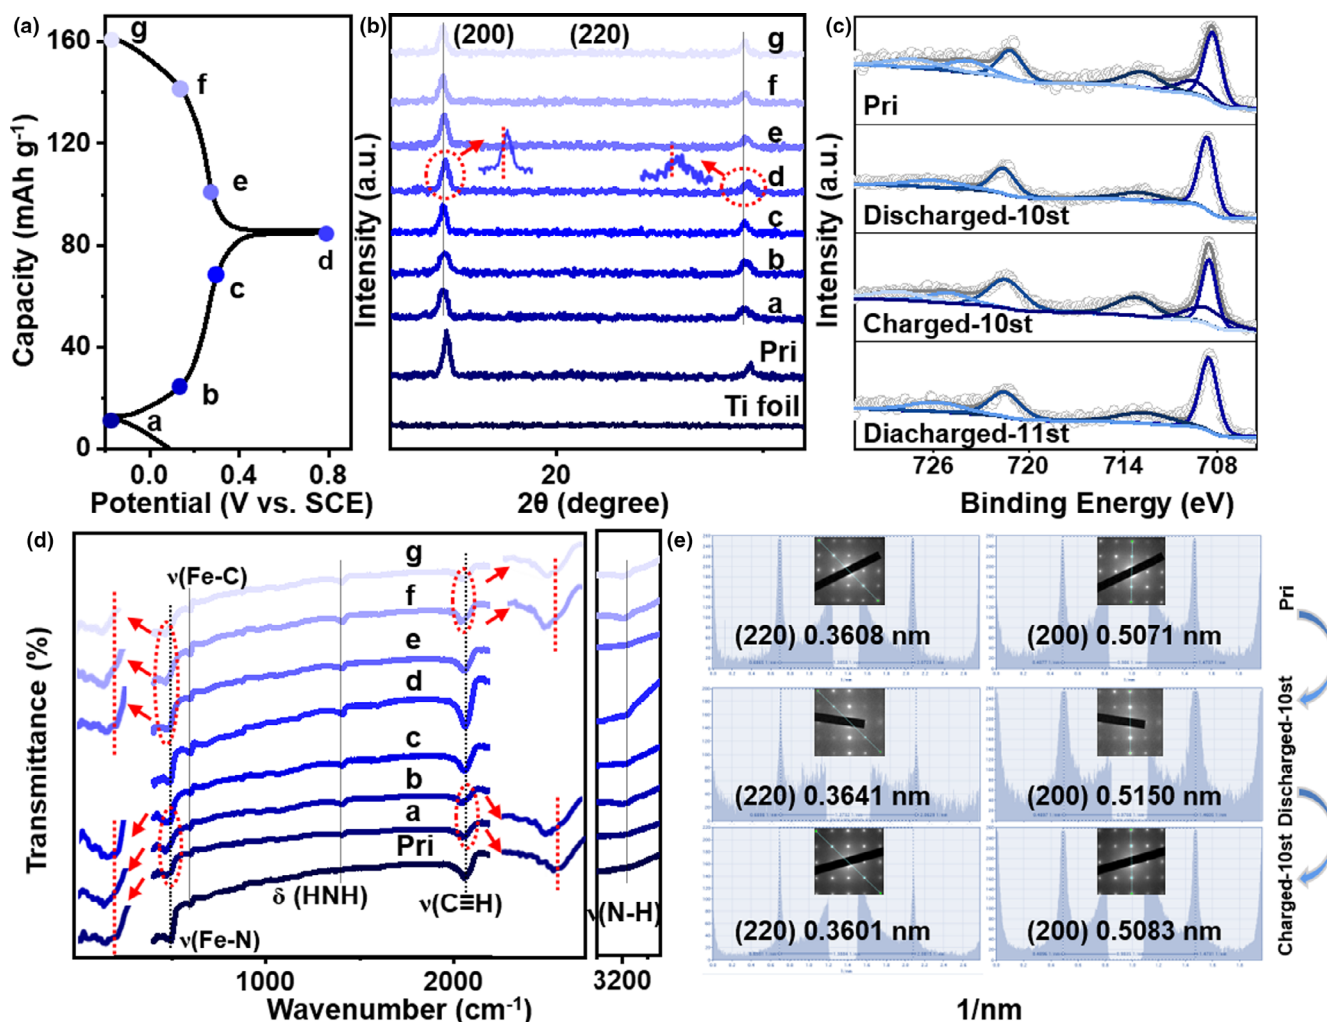 (a)
g
f
e
d
c
b
a
160
120
80
40
0
Capacity (mAh g-1)
0.0
0.4
0.8
Potential (V vs. SCE)
(b)
(200)
(220)
g
f
e
d
c
b
a
Pri
Ti foil
Intensity (a.u.)
20
2θ (degree)
(c)
Pri
Discharged-10st
Charged-10st
Diacharged-11st
Intensity (a.u.)
726
720
714
708
Binding Energy (eV)
(d)
ν(Fe-C)
g
f
e
d
c
b
a
Pri
δ (HNH)
ν(C≡H)
ν(N-H)
ν(Fe-N)
Transmittance (%)
1000
2000
3200
Wavenumber (cm-1)
(e)
(220) 0.3608 nm
(200) 0.5071 nm
(220) 0.3641 nm
(200) 0.5150 nm
(220) 0.3601 nm
(200) 0.5083 nm
Pri
Discharged-10st
Charged-10st
1/nm